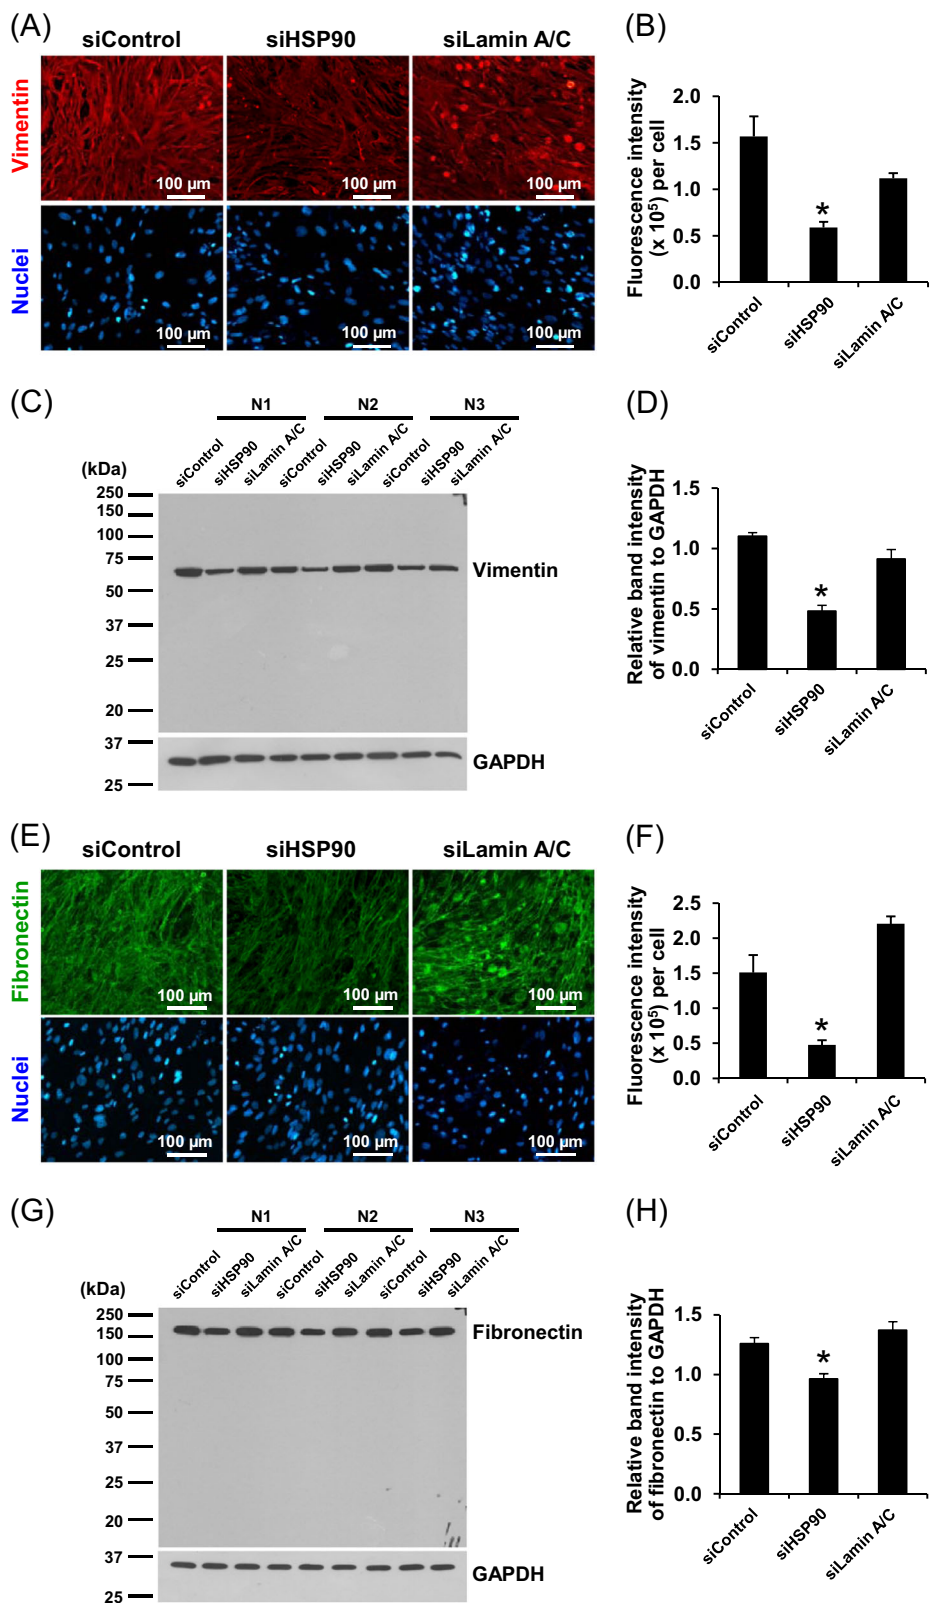 (A)
siControl siHSP90 siLamin A/C
Vimentin
100 µm 100 µm 100 µm
Nuclei
100 µm 100 µm 100 µm
(B)
Fluorescence intensity
(x 10⁵) per cell
2.0
1.5
1.0
0.5
0.0
*
siControl siHSP90 siLamin A/C
(C)
N1 N2 N3
siControl siHSP90 siLamin A/C siControl siHSP90 siLamin A/C siControl siHSP90 siLamin A/C
(kDa)
250
150
100
75
50
37
25
20
Vimentin
37
25
GAPDH
(D)
Relative band intensity
of vimentin to GAPDH
1.5
1.0
0.5
0.0
*
siControl siHSP90 siLamin A/C
(E)
siControl siHSP90 siLamin A/C
Fibronectin
100 µm 100 µm 100 µm
Nuclei
100 µm 100 µm 100 µm
(F)
Fluorescence intensity
(x 10⁵) per cell
2.5
2.0
1.5
1.0
0.5
0.0
*
siControl siHSP90 siLamin A/C
(G)
N1 N2 N3
siControl siHSP90 siLamin A/C siControl siHSP90 siLamin A/C siControl siHSP90 siLamin A/C
(kDa)
250
150
100
75
50
37
25
20
Fibronectin
37
25
GAPDH
(H)
Relative band intensity
of fibronectin to GAPDH
1.5
1.0
0.5
0.0
*
siControl siHSP90 siLamin A/C